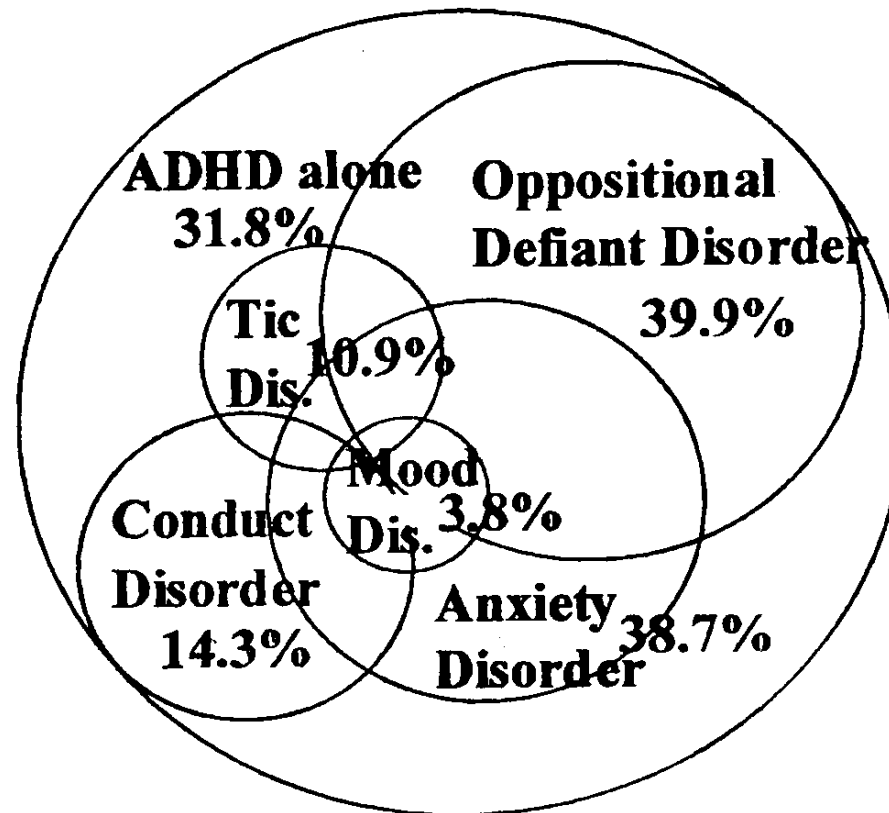 ADHD alone
31.8%
Oppositional
Defiant Disorder
39.9%
Tic
10.9%
Dis.
Mood
3.8%
Dis.
Conduct
Disorder
14.3%
Anxiety
38.7%
Disorder